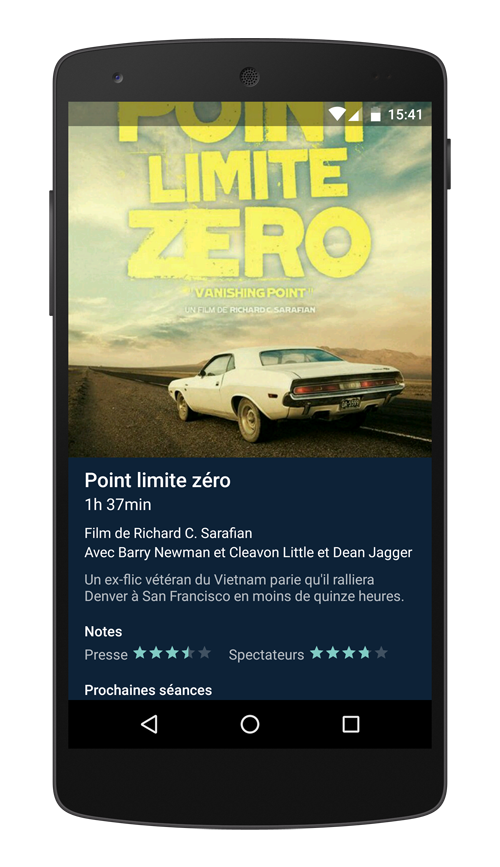 15:41
POINT
LIMITE
ZERO
"VANISHING POINT"
UN FILM DE RICHARD C. SARAFIAN
Point limite zéro
1h 37min
Film de Richard C. Sarafian
Avec Barry Newman et Cleavon Little et Dean Jagger
Un ex-flic vétéran du Vietnam parie qu'il ralliera
Denver à San Francisco en moins de quinze heures.
Notes
Presse Spectateurs
Prochaines séances